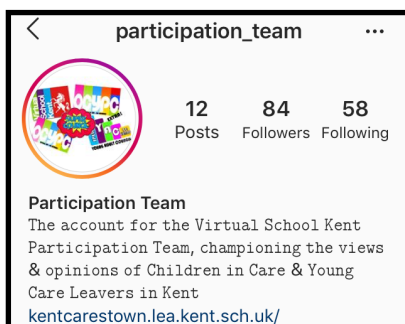 participation_team
12 84 58
Posts Followers Following
Participation Team
The account for the Virtual School Kent
Participation Team, championing the views
& opinions of Children in Care & Young
Care Leavers in Kent
kentcarestown.lea.kent.sch.uk/